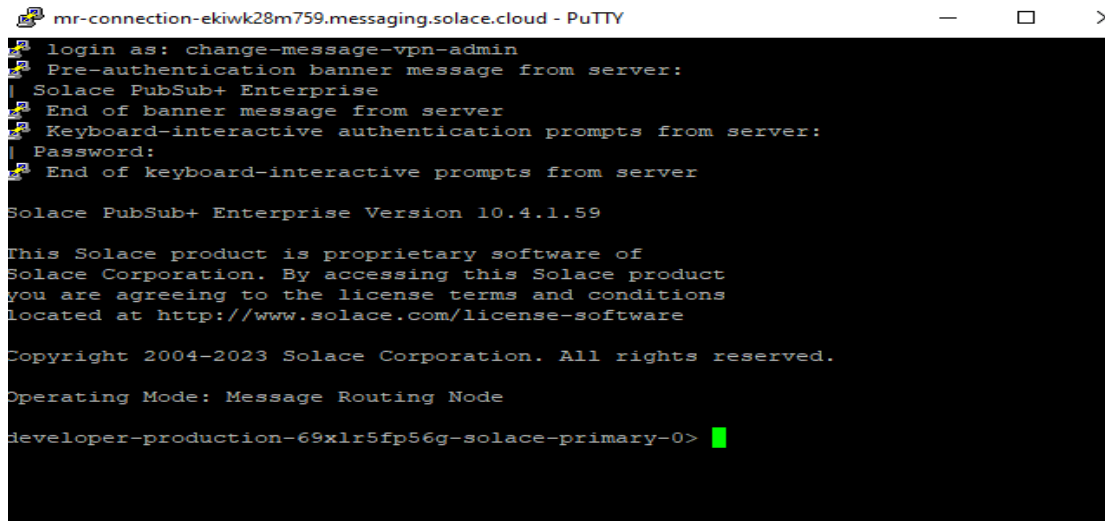 mr-connection-ekiwk28m759.messaging.solace.cloud - PuTTY
login as: change-message-vpn-admin
Pre-authentication banner message from server:
| Solace PubSub+ Enterprise
End of banner message from server
Keyboard-interactive authentication prompts from server:
| Password:
End of keyboard-interactive prompts from server
Solace PubSub+ Enterprise Version 10.4.1.59
This Solace product is proprietary software of
Solace Corporation. By accessing this Solace product
you are agreeing to the license terms and conditions
located at http://www.solace.com/license-software
Copyright 2004-2023 Solace Corporation. All rights reserved.
Operating Mode: Message Routing Node
developer-production-69xlr5fp56g-solace-primary-0>